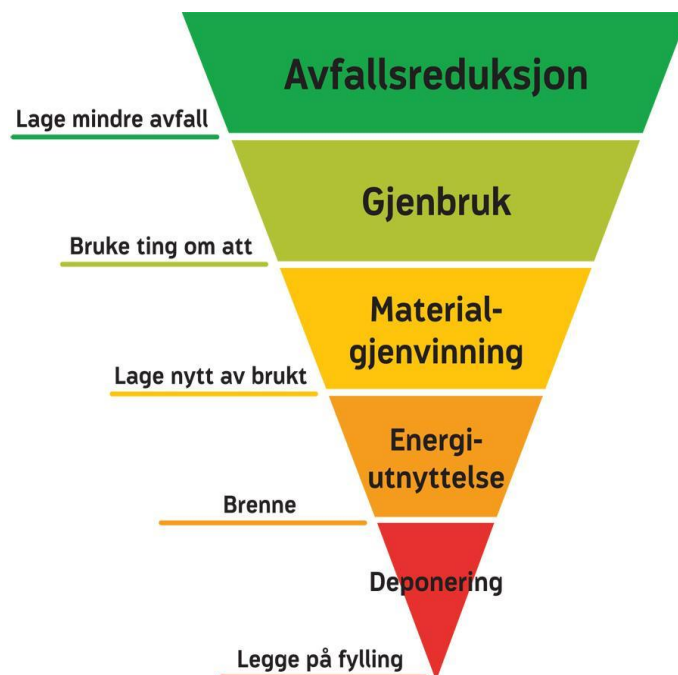 Avfallsreduksjon
Lage mindre avfall
Gjenbruk
Bruke ting om att
Material-
gjenvinning
Lage nytt av brukt
Energi-
utnyttelse
Brenne
Deponering
Legge på fylling